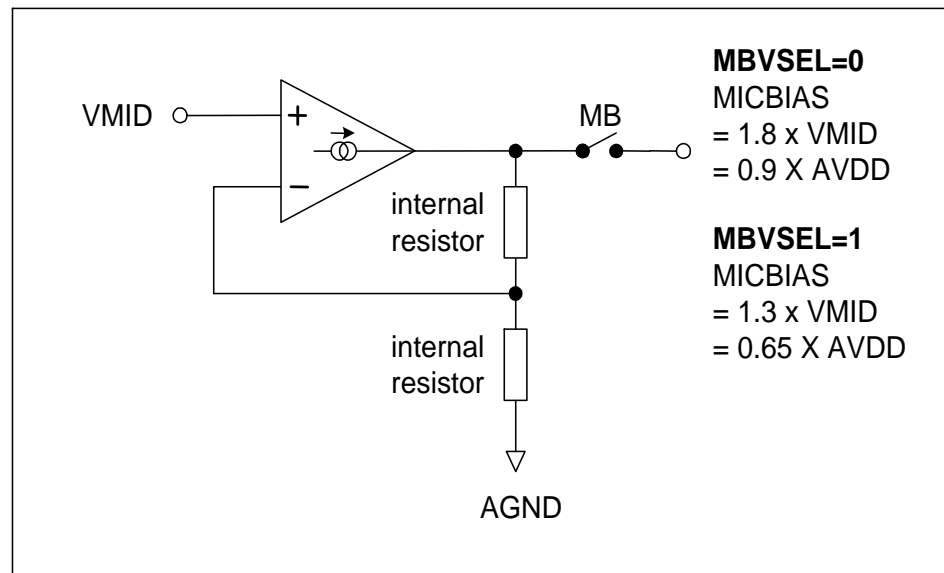 VMID
+
−
MB
internal
resistor
internal
resistor
AGND
MBVSEL=0
MICBIAS
= 1.8 x VMID
= 0.9 X AVDD
MBVSEL=1
MICBIAS
= 1.3 x VMID
= 0.65 X AVDD